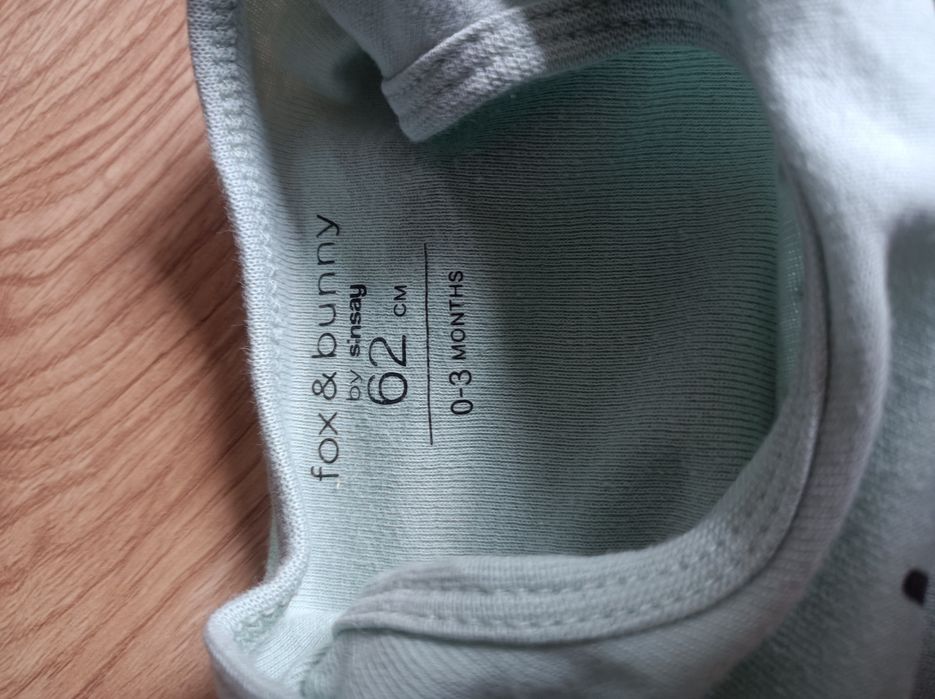 fox & bunny
by sinsay
62 CM
0-3 MONTHS